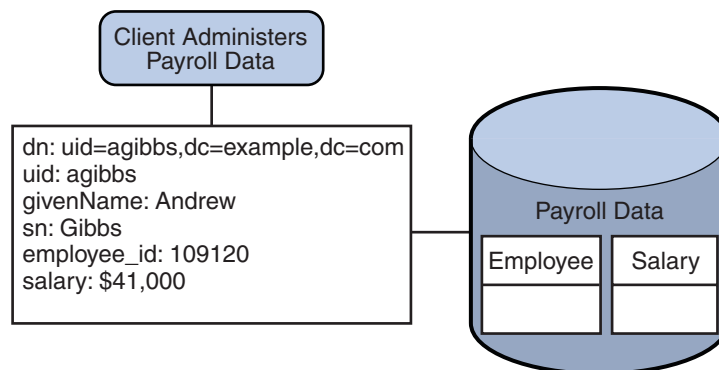 Client Administers
Payroll Data
dn: uid=agibbs,dc=example,dc=com
uid: agibbs
givenName: Andrew
sn: Gibbs
employee_id: 109120
salary: $41,000
Payroll Data
Employee
Salary